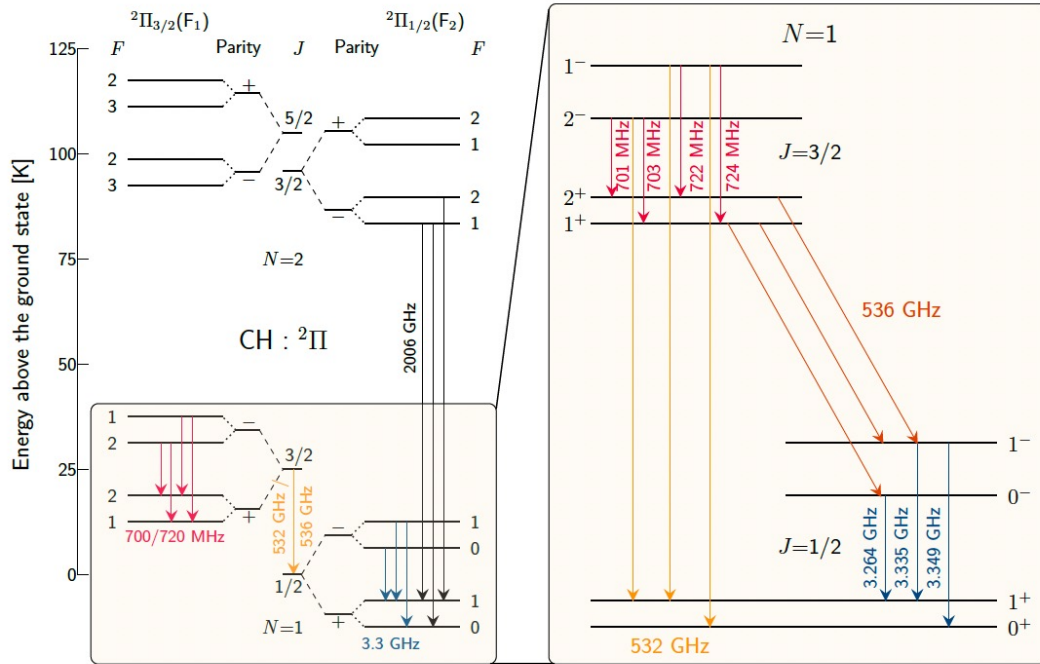 ²Π₃/₂(F₁)
²Π₁/₂(F₂)
F
Parity
J
Parity
F
Energy above the ground state [K]
125
100
75
50
25
0
2
3
2
3
+
−
5/2
3/2
+
−
2
1
2
1
N=2
2006 GHz
CH : ²Π
1
2
2
1
−
+
700/720 MHz
3/2
532 GHz /
536 GHz
1/2
N=1
−
+
1
0
1
0
3.3 GHz
N=1
1⁻
2⁻
701 MHz
703 MHz
722 MHz
724 MHz
J=3/2
2⁺
1⁺
536 GHz
1⁻
0⁻
3.264 GHz
3.335 GHz
3.349 GHz
J=1/2
1⁺
0⁺
532 GHz